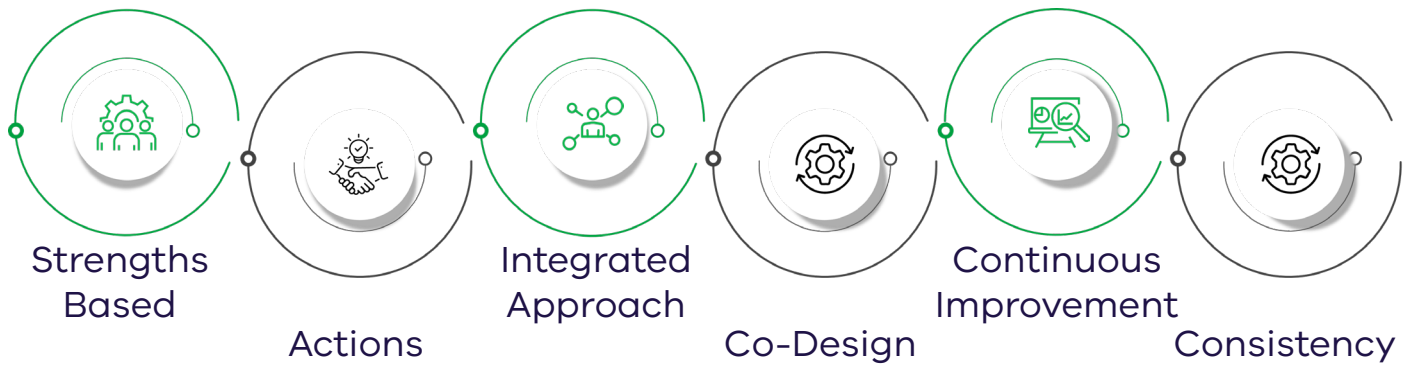 Strengths
Based
Actions
Integrated
Approach
Co-Design
Continuous
Improvement
Consistency